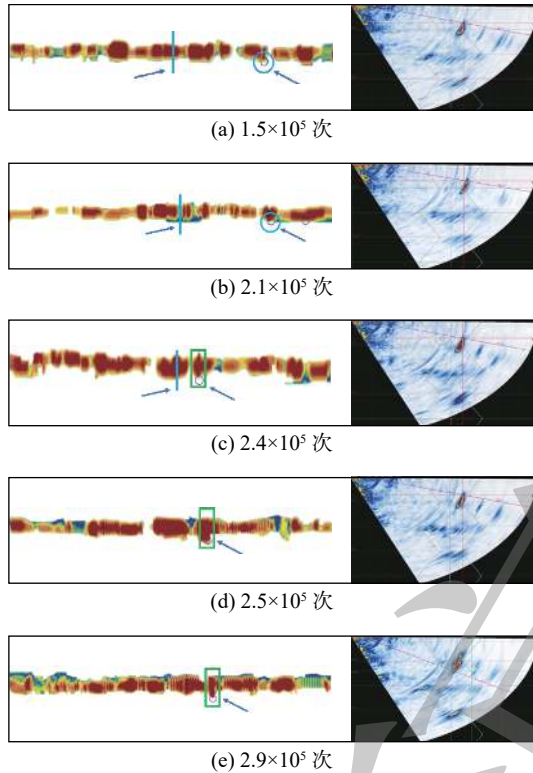 (a) 1.5×10⁵ 次
(b) 2.1×10⁵ 次
(c) 2.4×10⁵ 次
(d) 2.5×10⁵ 次
(e) 2.9×10⁵ 次